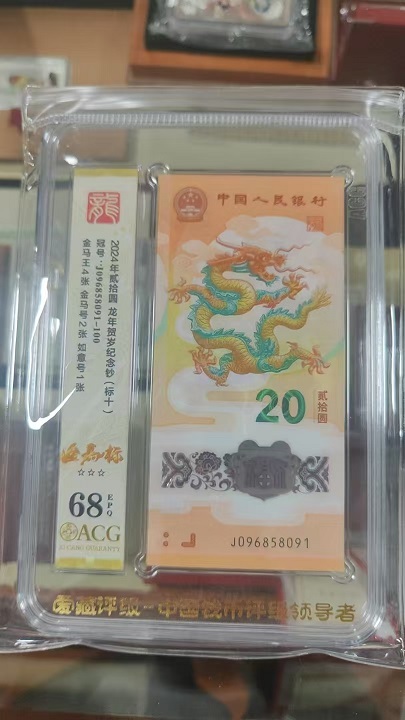 龍
2024年贰拾圆 龙年贺岁纪念钞(标十)
冠号:J096858091-100
金马王4张 金马号2张 如意号1张
☆☆☆
68 EPQ
ACG
中国人民银行
20 贰拾圆
J096858091
爱藏评级-中国钱币评级领导者